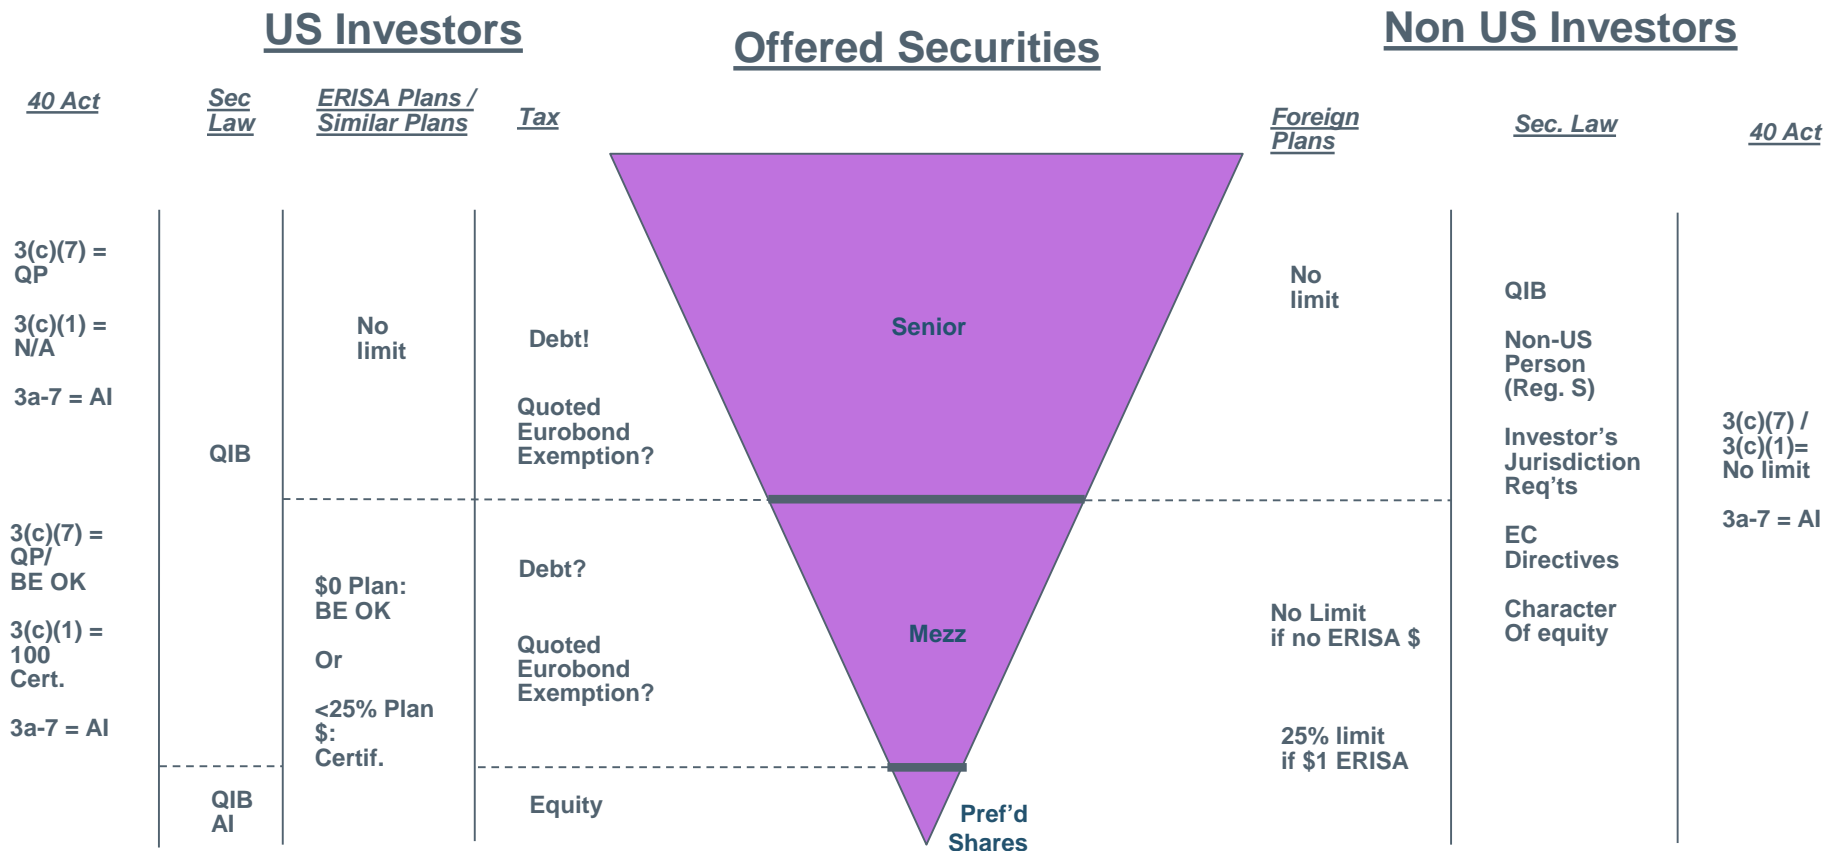 US Investors
Offered Securities
Non US Investors
40 Act
Sec
Law
ERISA Plans /
Similar Plans
Tax
Foreign
Plans
Sec. Law
40 Act
3(c)(7) =
QP
3(c)(1) =
N/A
3a-7 = AI
3(c)(7) =
QP/
BE OK
3(c)(1) =
100
Cert.
3a-7 = AI
QIB
QIB
AI
No
limit
$0 Plan:
BE OK
Or
<25% Plan
$:
Certif.
Debt!
Quoted
Eurobond
Exemption?
Debt?
Quoted
Eurobond
Exemption?
Equity
Senior
Mezz
Pref'd
Shares
No
limit
No Limit
if no ERISA $
25% limit
if $1 ERISA
QIB
Non-US
Person
(Reg. S)
Investor’s
Jurisdiction
Req'ts
EC
Directives
Character
Of equity
3(c)(7) /
3(c)(1)=
No limit
3a-7 = AI